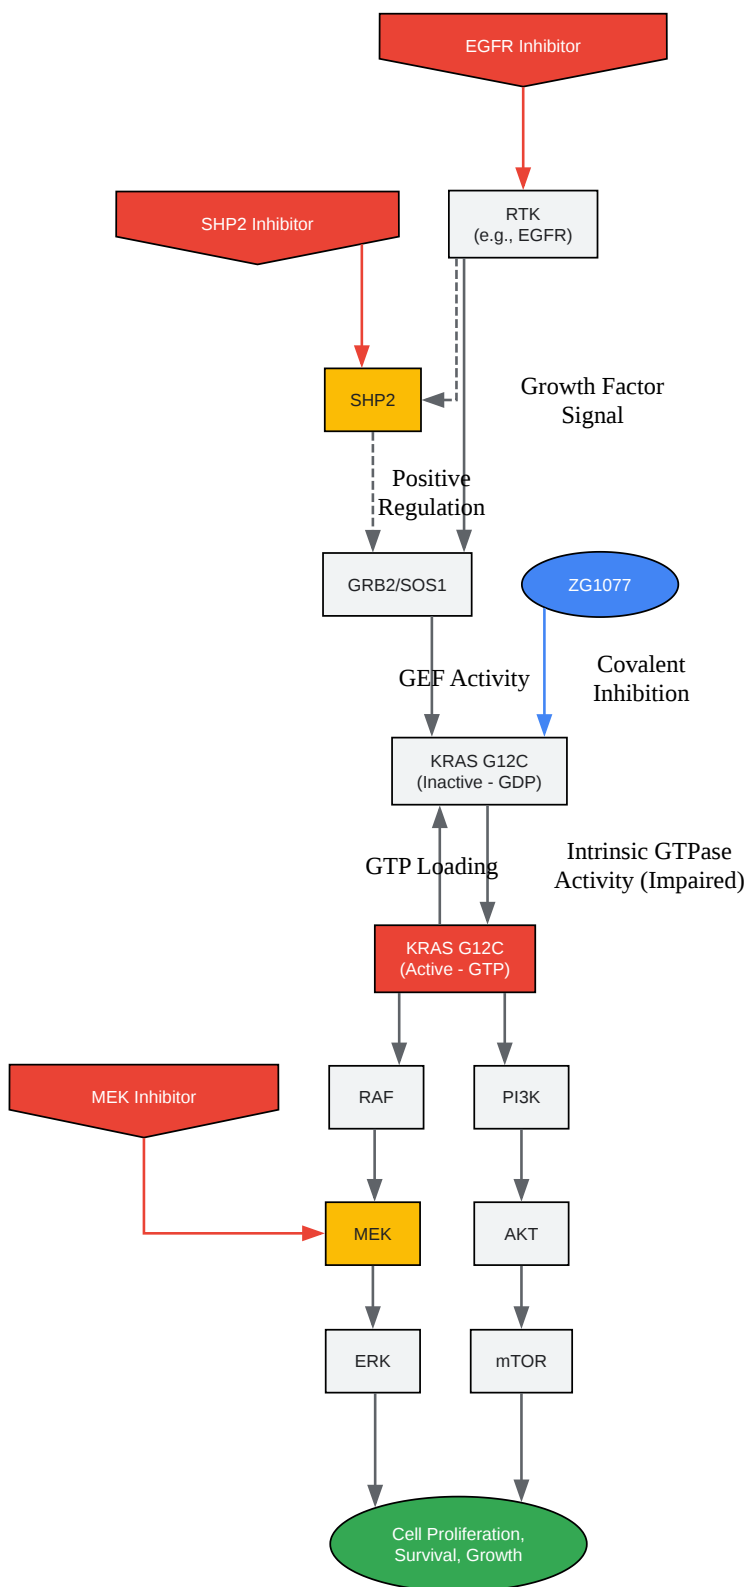 EGFR Inhibitor
SHP2 Inhibitor
RTK
(e.g., EGFR)
SHP2
Growth Factor
Signal
Positive
Regulation
GRB2/SOS1
ZG1077
GEF Activity
Covalent
Inhibition
KRAS G12C
(Inactive - GDP)
GTP Loading
Intrinsic GTPase
Activity (Impaired)
KRAS G12C
(Active - GTP)
RAF
PI3K
MEK Inhibitor
MEK
AKT
ERK
mTOR
Cell Proliferation,
Survival, Growth